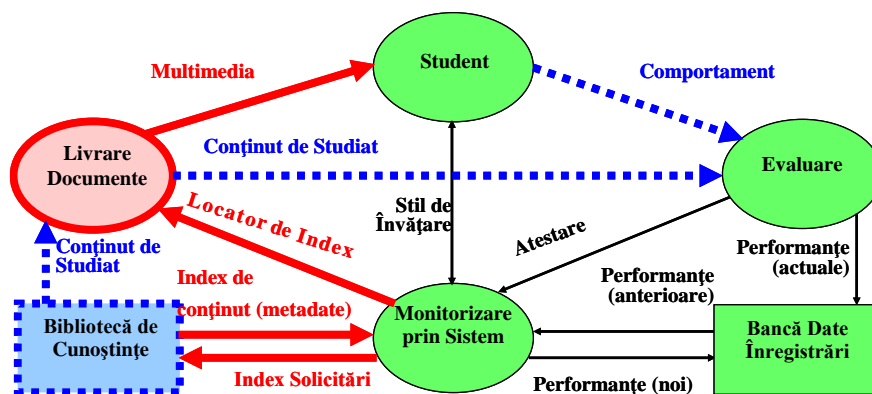 Student
Multimedia
Comportament
Livrare
Documente
Conţinut de Studiat
Evaluare
Locator de Index
Stil de
Învăţare
Atestare
Conţinut de
Studiat
Performanţe
(actuale)
Index de
conţinut (metadate)
Performanţe
(anterioare)
Bibliotecă de
Cunoştinţe
Monitorizare
prin Sistem
Bancă Date
Înregistrări
Index Solicitări
Performanţe (noi)